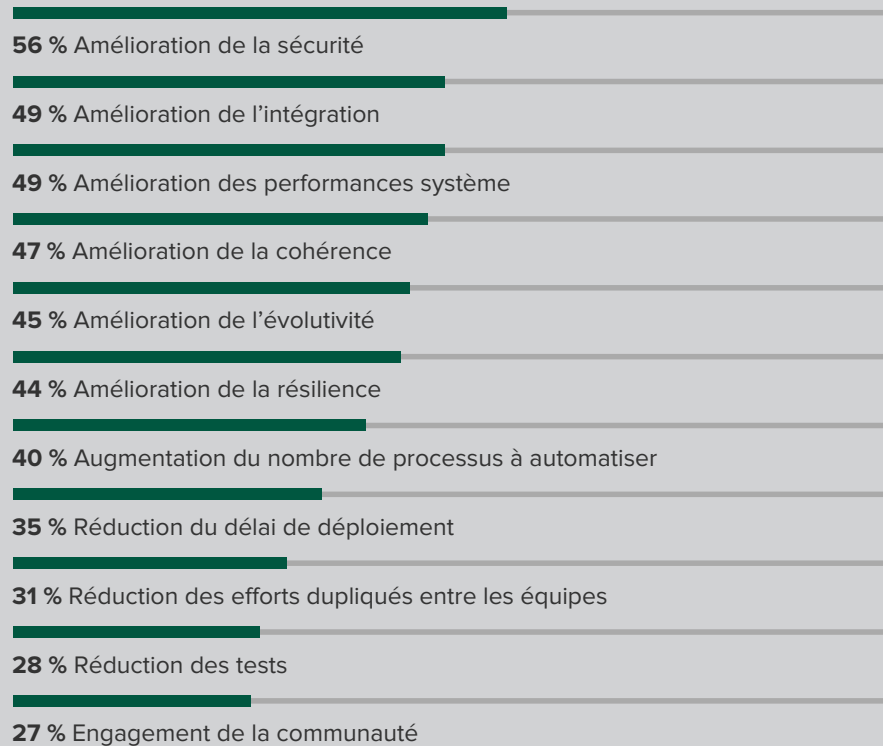 56 % Amélioration de la sécurité
49 % Amélioration de l’intégration
49 % Amélioration des performances système
47 % Amélioration de la cohérence
45 % Amélioration de l’évolutivité
44 % Amélioration de la résilience
40 % Augmentation du nombre de processus à automatiser
35 % Réduction du délai de déploiement
31 % Réduction des efforts dupliqués entre les équipes
28 % Réduction des tests
27 % Engagement de la communauté